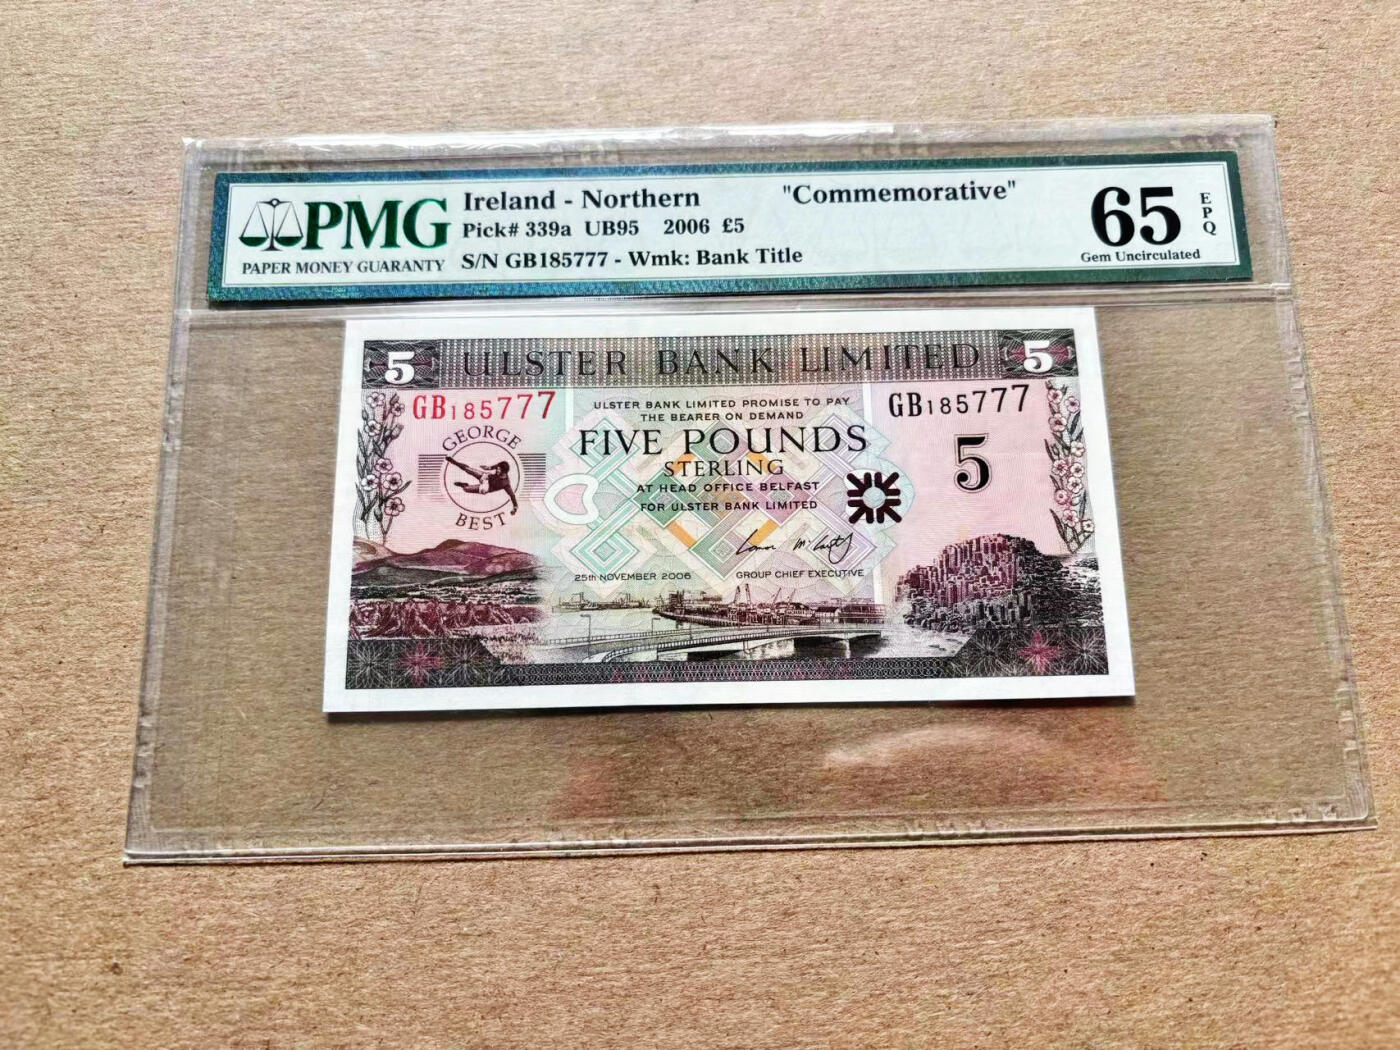 PMG
PAPER MONEY GUARANTY
Ireland - Northern "Commemorative"
Pick# 339a UB95 2006 £5
S/N GB185777 - Wmk: Bank Title
65
EPQ
Gem Uncirculated
5 ULSTER BANK LIMITED 5
GB185777
GB185777
ULSTER BANK LIMITED PROMISE TO PAY
THE BEARER ON DEMAND
FIVE POUNDS
STERLING
AT HEAD OFFICE BELFAST
FOR ULSTER BANK LIMITED
GEORGE
BEST
5
25th NOVEMBER 2006
GROUP CHIEF EXECUTIVE